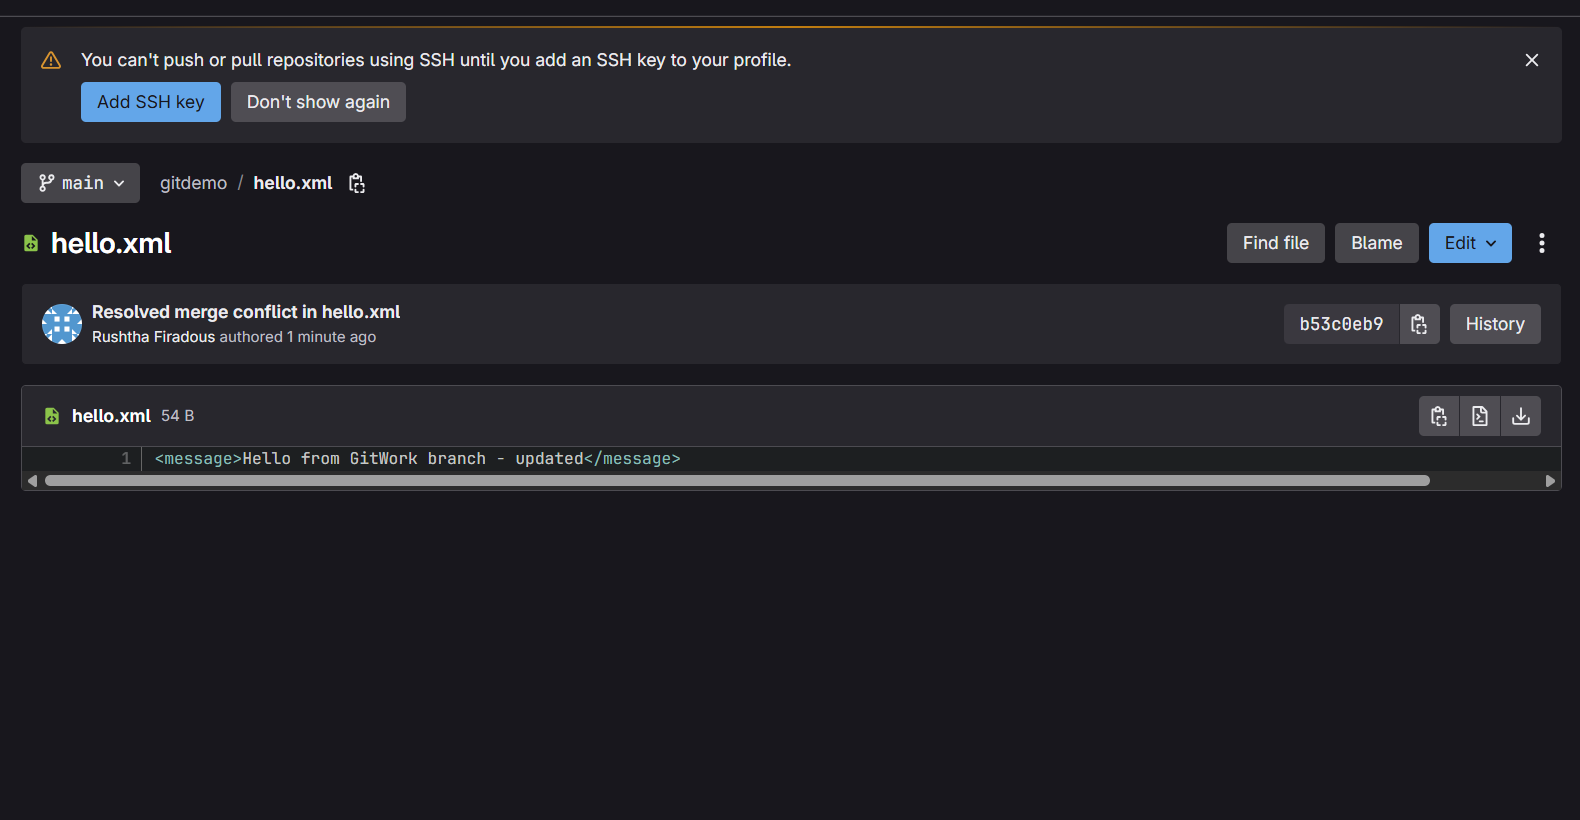 You can't push or pull repositories using SSH until you add an SSH key to your profile.
Add SSH key
Don't show again
main
gitdemo / hello.xml
hello.xml
Find file
Blame
Edit
Resolved merge conflict in hello.xml
Rushtha Firadous authored 1 minute ago
b53c0eb9
History
hello.xml 54 B
1 <message>Hello from GitWork branch - updated</message>